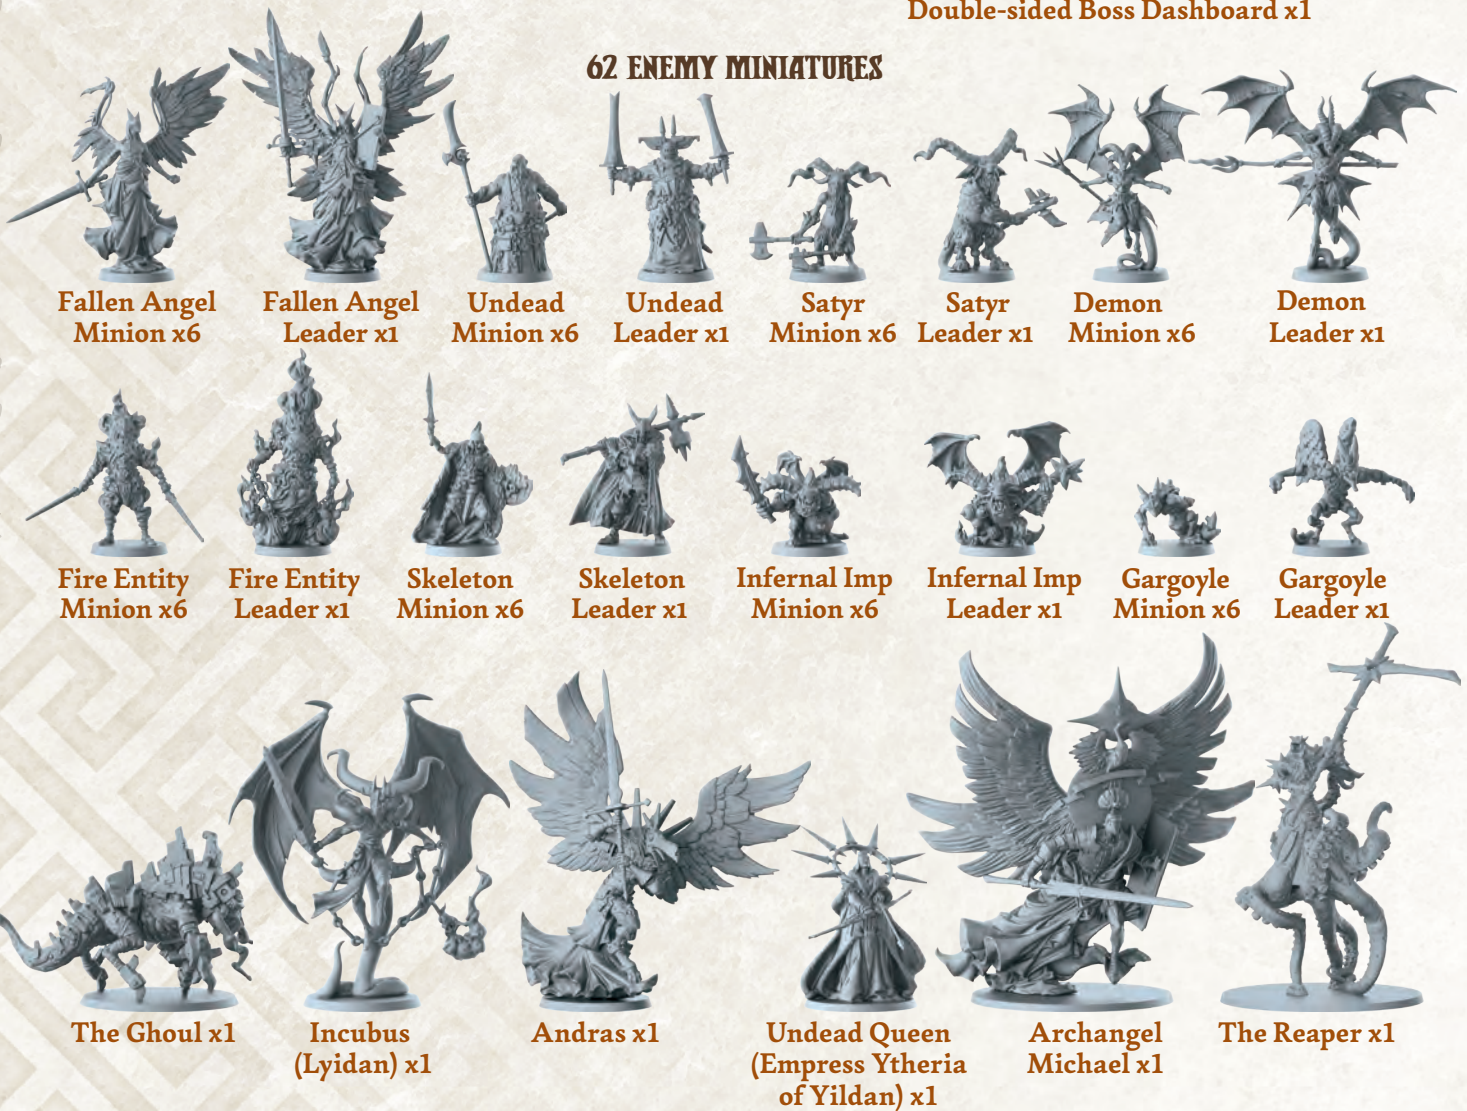 Double-sided Boss Dashboard x1
62 ENEMY MINIATURES
Fallen Angel
Minion x6
Fallen Angel
Leader x1
Undead
Minion x6
Undead
Leader x1
Satyr
Minion x6
Satyr
Leader x1
Demon
Minion x6
Demon
Leader x1
Fire Entity
Minion x6
Fire Entity
Leader x1
Skeleton
Minion x6
Skeleton
Leader x1
Infernal Imp
Minion x6
Infernal Imp
Leader x1
Gargoyle
Minion x6
Gargoyle
Leader x1
The Ghoul x1
Incubus
(Lyidan) x1
Andras x1
Undead Queen
(Empress Ytheria
of Yildan) x1
Archangel
Michael x1
The Reaper x1